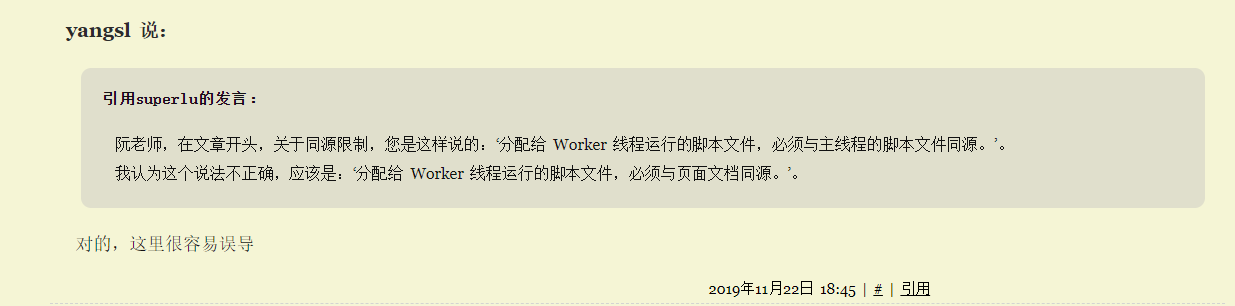 yangsl 说：
引用superlu的发言：
阮老师，在文章开头，关于同源限制，您是这样说的：‘分配给 Worker 线程运行的脚本文件，必须与主线程的脚本文件同源。’。
我认为这个说法不正确，应该是：‘分配给 Worker 线程运行的脚本文件，必须与页面文档同源。’。
对的，这里很容易误导
2019年11月22日 18:45 | # | 引用